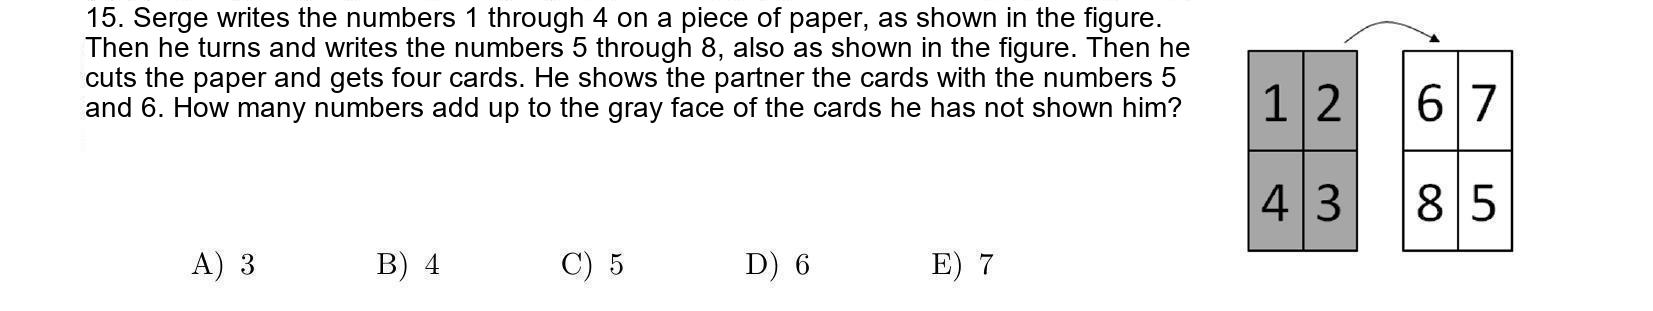 15. Serge writes the numbers 1 through 4 on a piece of paper, as shown in the figure.
Then he turns and writes the numbers 5 through 8, also as shown in the figure. Then he
cuts the paper and gets four cards. He shows the partner the cards with the numbers 5
and 6. How many numbers add up to the gray face of the cards he has not shown him?
1 2 6 7
4 3 8 5
A) 3 B) 4 C) 5 D) 6 E) 7